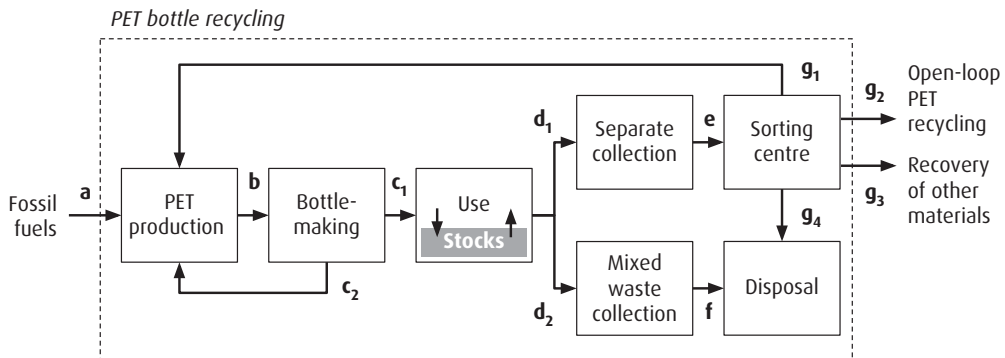 PET bottle recycling
g₁
g₂
Open-loop
PET
recycling
d₁
Separate
collection
e
Sorting
centre
Fossil
fuels
a
PET
production
b
Bottle-
making
c₁
Use
Stocks
g₃
Recovery
of other
materials
g₄
c₂
d₂
Mixed
waste
collection
f
Disposal